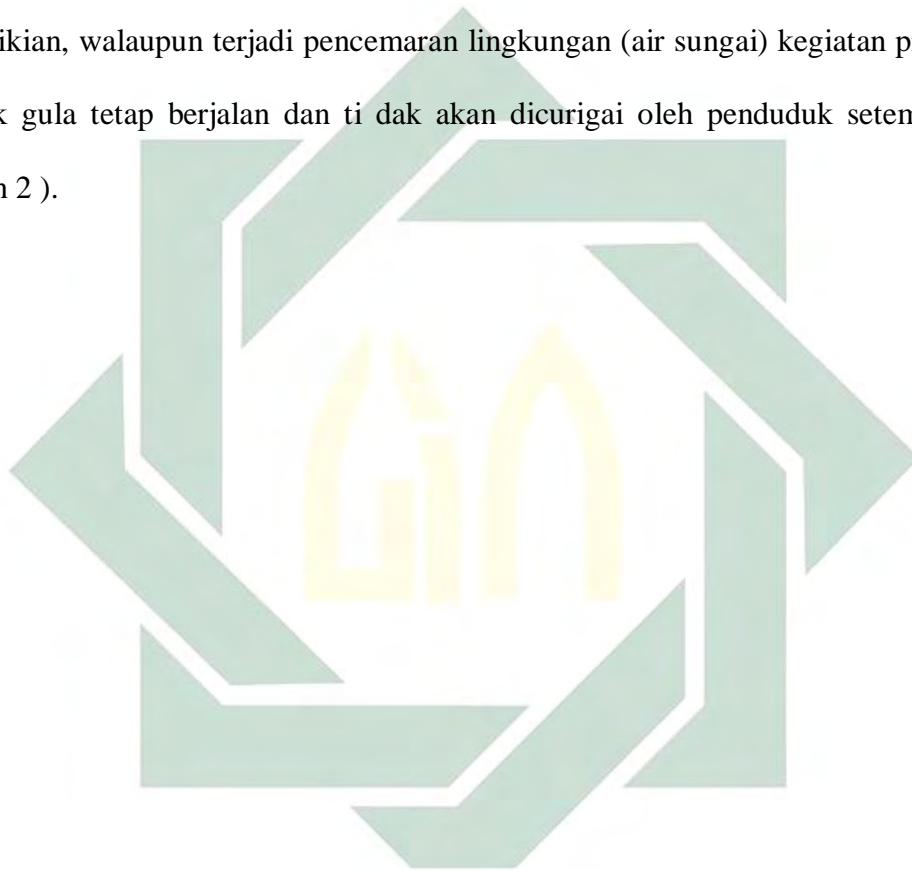 ikian, walaupun terjadi pencemaran lingkungan (air sungai) kegiatan p
k gula tetap berjalan dan ti dak akan dicurigai oleh penduduk setem
n 2 ).